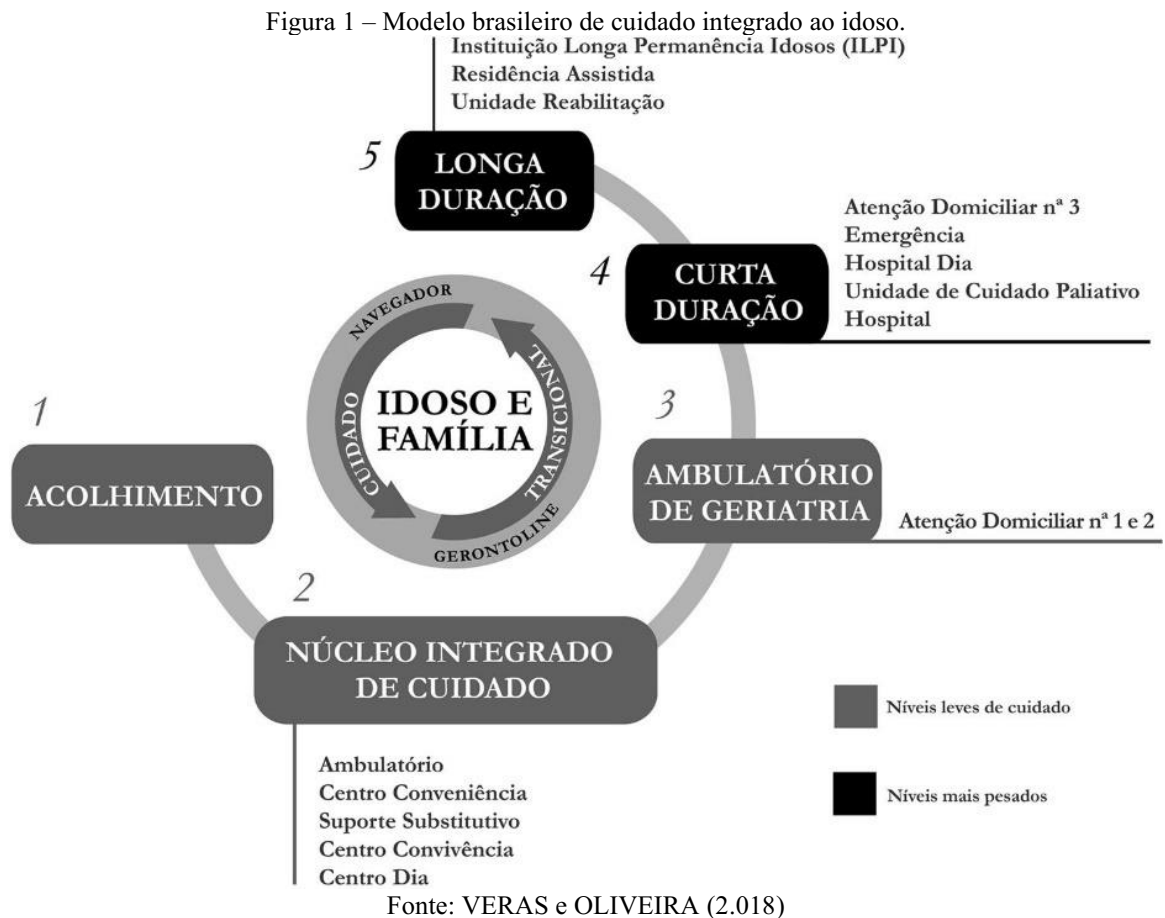 Figura 1 – Modelo brasileiro de cuidado integrado ao idoso.
Instituição Longa Permanência Idosos (ILPI)
Residência Assistida
Unidade Reabilitação
5
LONGA
DURAÇÃO
Atenção Domiciliar nª 3
Emergência
Hospital Dia
Unidade de Cuidado Paliativo
Hospital
4
CURTA
DURAÇÃO
NAVEGADOR
CUIDADO
TRANSICIONAL
IDOSO E
FAMÍLIA
GERONTOLINE
1
ACOLHIMENTO
3
AMBULATÓRIO
DE GERIATRIA
Atenção Domiciliar nª 1 e 2
2
NÚCLEO INTEGRADO
DE CUIDADO
Níveis leves de cuidado
Níveis mais pesados
Ambulatório
Centro Conveniência
Suporte Substitutivo
Centro Convivência
Centro Dia
Fonte: VERAS e OLIVEIRA (2.018)